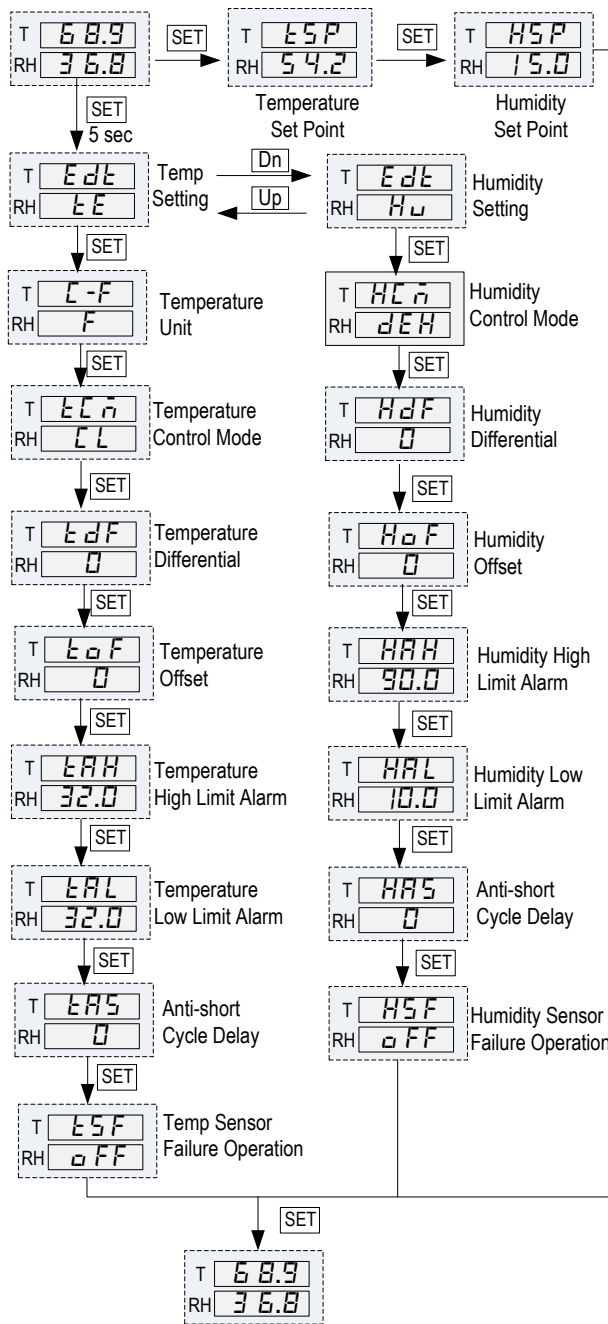 T 68.9
RH 36.8
SET
T tSP
RH 54.2
Temperature
Set Point
SET
T HSP
RH 15.0
Humidity
Set Point
SET
5 sec
T Edt
RH tE
Temp
Setting
Dn
Up
T Edt
RH Hu
Humidity
Setting
SET
T C-F
RH F
Temperature
Unit
SET
T HCm
RH dEH
Humidity
Control Mode
SET
T tCm
RH CL
Temperature
Control Mode
SET
T HdF
RH 0
Humidity
Differential
SET
T tdF
RH 0
Temperature
Differential
SET
T HoF
RH 0
Humidity
Offset
SET
T toF
RH 0
Temperature
Offset
SET
T HAH
RH 90.0
Humidity High
Limit Alarm
SET
T tAH
RH 32.0
Temperature
High Limit Alarm
SET
T HAL
RH 10.0
Humidity Low
Limit Alarm
SET
T tAL
RH 32.0
Temperature
Low Limit Alarm
SET
T HAS
RH 0
Anti-short
Cycle Delay
SET
T tAS
RH 0
Anti-short
Cycle Delay
SET
T HSF
RH oFF
Humidity Sensor
Failure Operation
SET
T tSF
RH oFF
Temp Sensor
Failure Operation
SET
T 68.9
RH 36.8